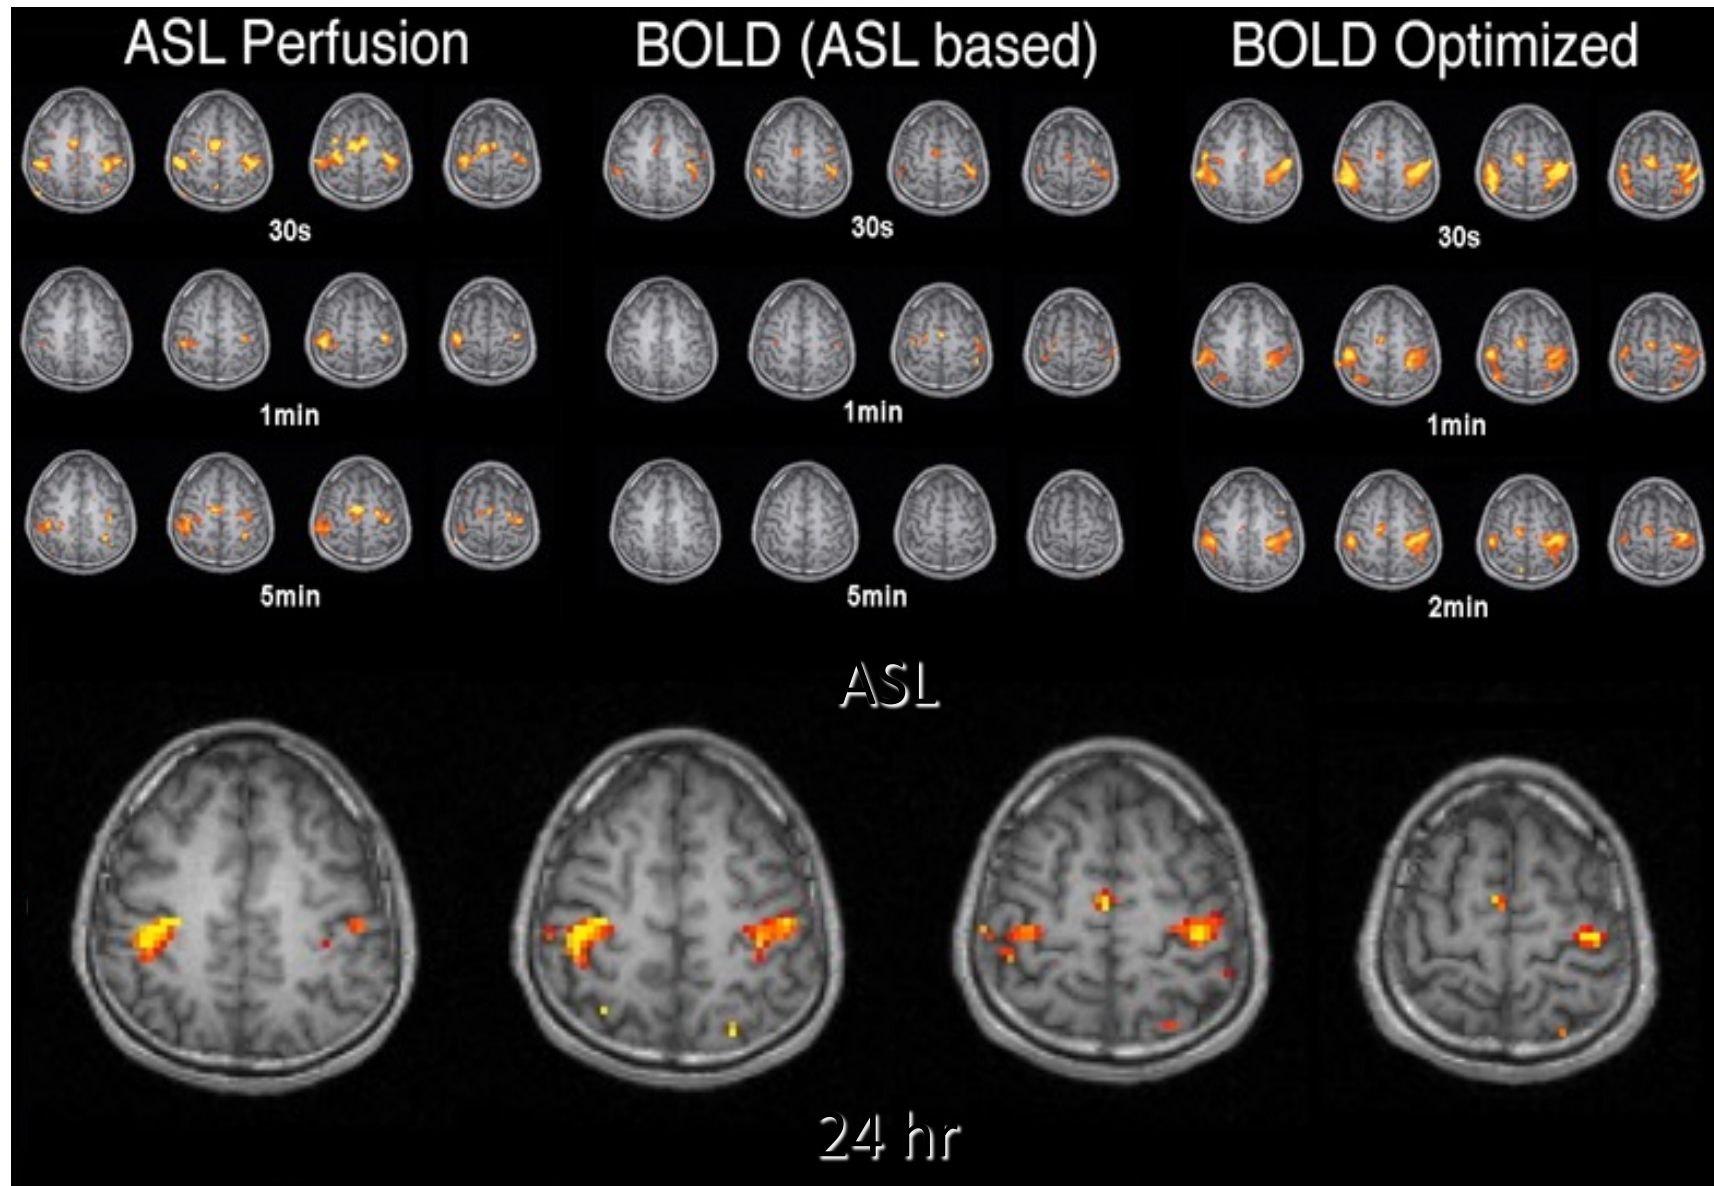 ASL Perfusion
BOLD (ASL based)
BOLD Optimized
30s
30s
30s
1min
1min
1min
5min
5min
2min
ASL
24 hr